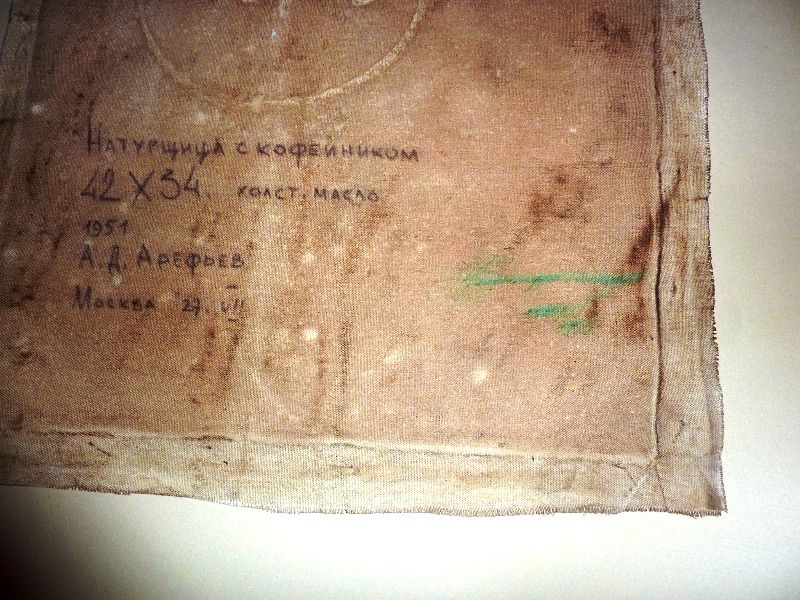 Натурщица с кофейником
42 X 34. холст. масло
1951
А. Д. Арефьев
Москва 27. VII